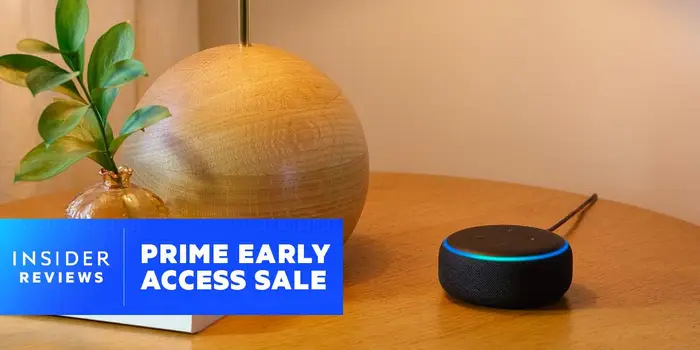 INSIDER
REVIEWS
PRIME EARLY
ACCESS SALE